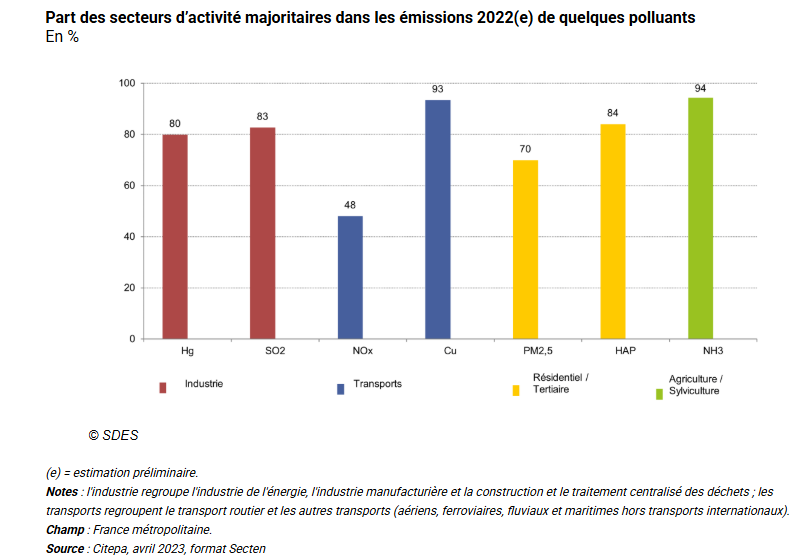 Part des secteurs d'activité majoritaires dans les émissions 2022(e) de quelques polluants
En %
100
80
60
40
20
0
80
83
48
93
70
84
94
Hg
SO2
NOx
Cu
PM2,5
HAP
NH3
Industrie
Transports
Résidentiel /
Tertiaire
Agriculture /
Sylviculture
© SDES
(e) = estimation préliminaire.
Notes : l'industrie regroupe l'industrie de l'énergie, l'industrie manufacturière et la construction et le traitement centralisé des déchets ; les
transports regroupent le transport routier et les autres transports (aériens, ferroviaires, fluviaux et maritimes hors transports internationaux).
Champ : France métropolitaine.
Source : Citepa, avril 2023, format Secten